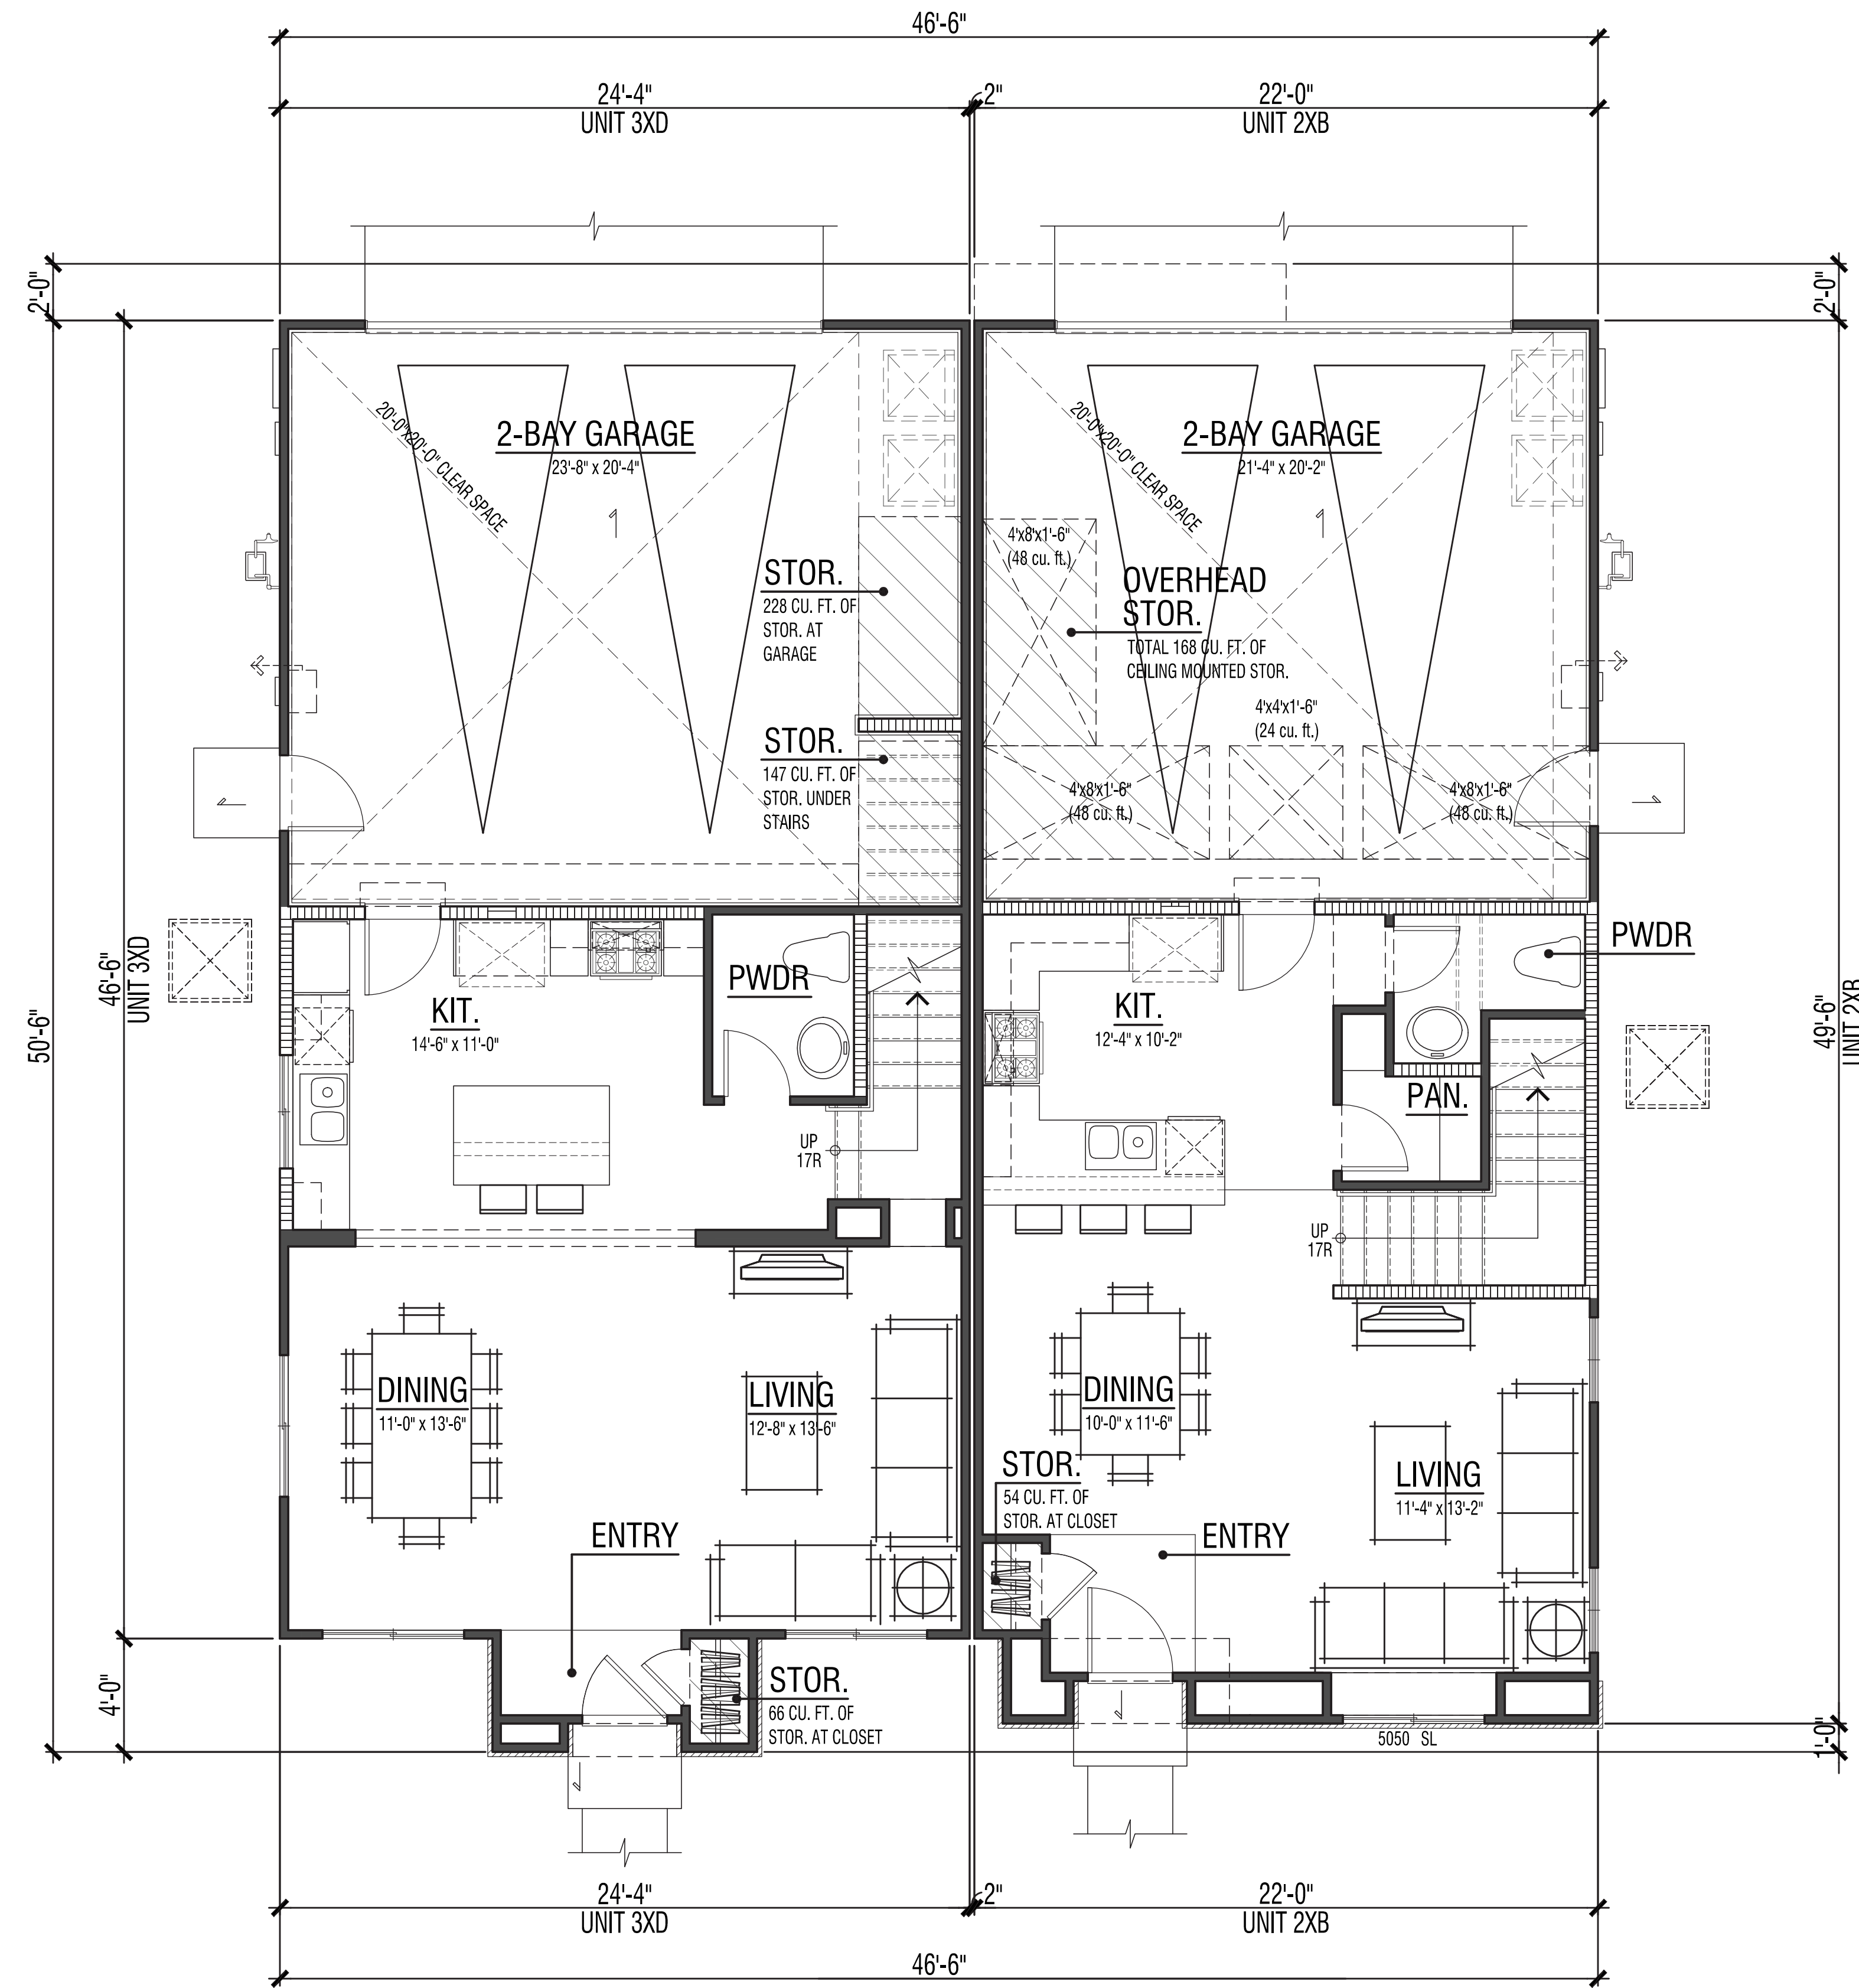 46'-6"
24'-4"
UNIT 3XD
2"
22'-0"
UNIT 2XB
2'-0"
2'-0"
20'-0"x20'-0" CLEAR SPACE
2-BAY GARAGE
23'-8" x 20'-4"
STOR.
228 CU. FT. OF
STOR. AT
GARAGE
STOR.
147 CU. FT. OF
STOR. UNDER
STAIRS
20'-0"x20'-0" CLEAR SPACE
2-BAY GARAGE
21'-4" x 20'-2"
4'x8'x1'-6"
(48 cu. ft.)
OVERHEAD
STOR.
TOTAL 168 CU. FT. OF
CEILING MOUNTED STOR.
4'x4'x1'-6"
(24 cu. ft.)
4'x8'x1'-6"
(48 cu. ft.)
4'x8'x1'-6"
(48 cu. ft.)
50'-6"
46'-6"
UNIT 3XD
KIT.
14'-6" x 11'-0"
PWDR
UP
17R
KIT.
12'-4" x 10'-2"
PWDR
PAN.
UP
17R
49'-6"
UNIT 2XB
DINING
11'-0" x 13'-6"
LIVING
12'-8" x 13'-6"
ENTRY
DINING
10'-0" x 11'-6"
STOR.
54 CU. FT. OF
STOR. AT CLOSET
LIVING
11'-4" x 13'-2"
ENTRY
4'-0"
STOR.
66 CU. FT. OF
STOR. AT CLOSET
5050 SL
1'-0"
24'-4"
UNIT 3XD
2"
22'-0"
UNIT 2XB
46'-6"